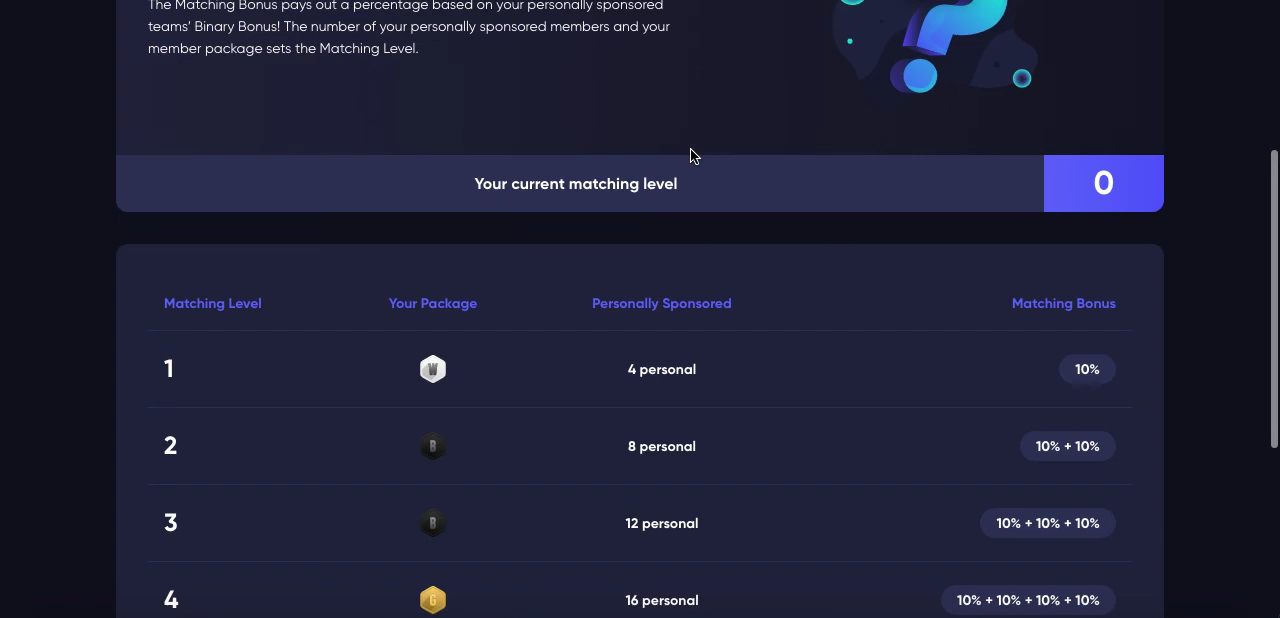 The Matching Bonus pays out a percentage based on your personally sponsored
teams’ Binary Bonus! The number of your personally sponsored members and your
member package sets the Matching Level.
Your current matching level 0
Matching Level Your Package Personally Sponsored Matching Bonus
1 W 4 personal 10%
2 B 8 personal 10% + 10%
3 B 12 personal 10% + 10% + 10%
4 G 16 personal 10% + 10% + 10% + 10%